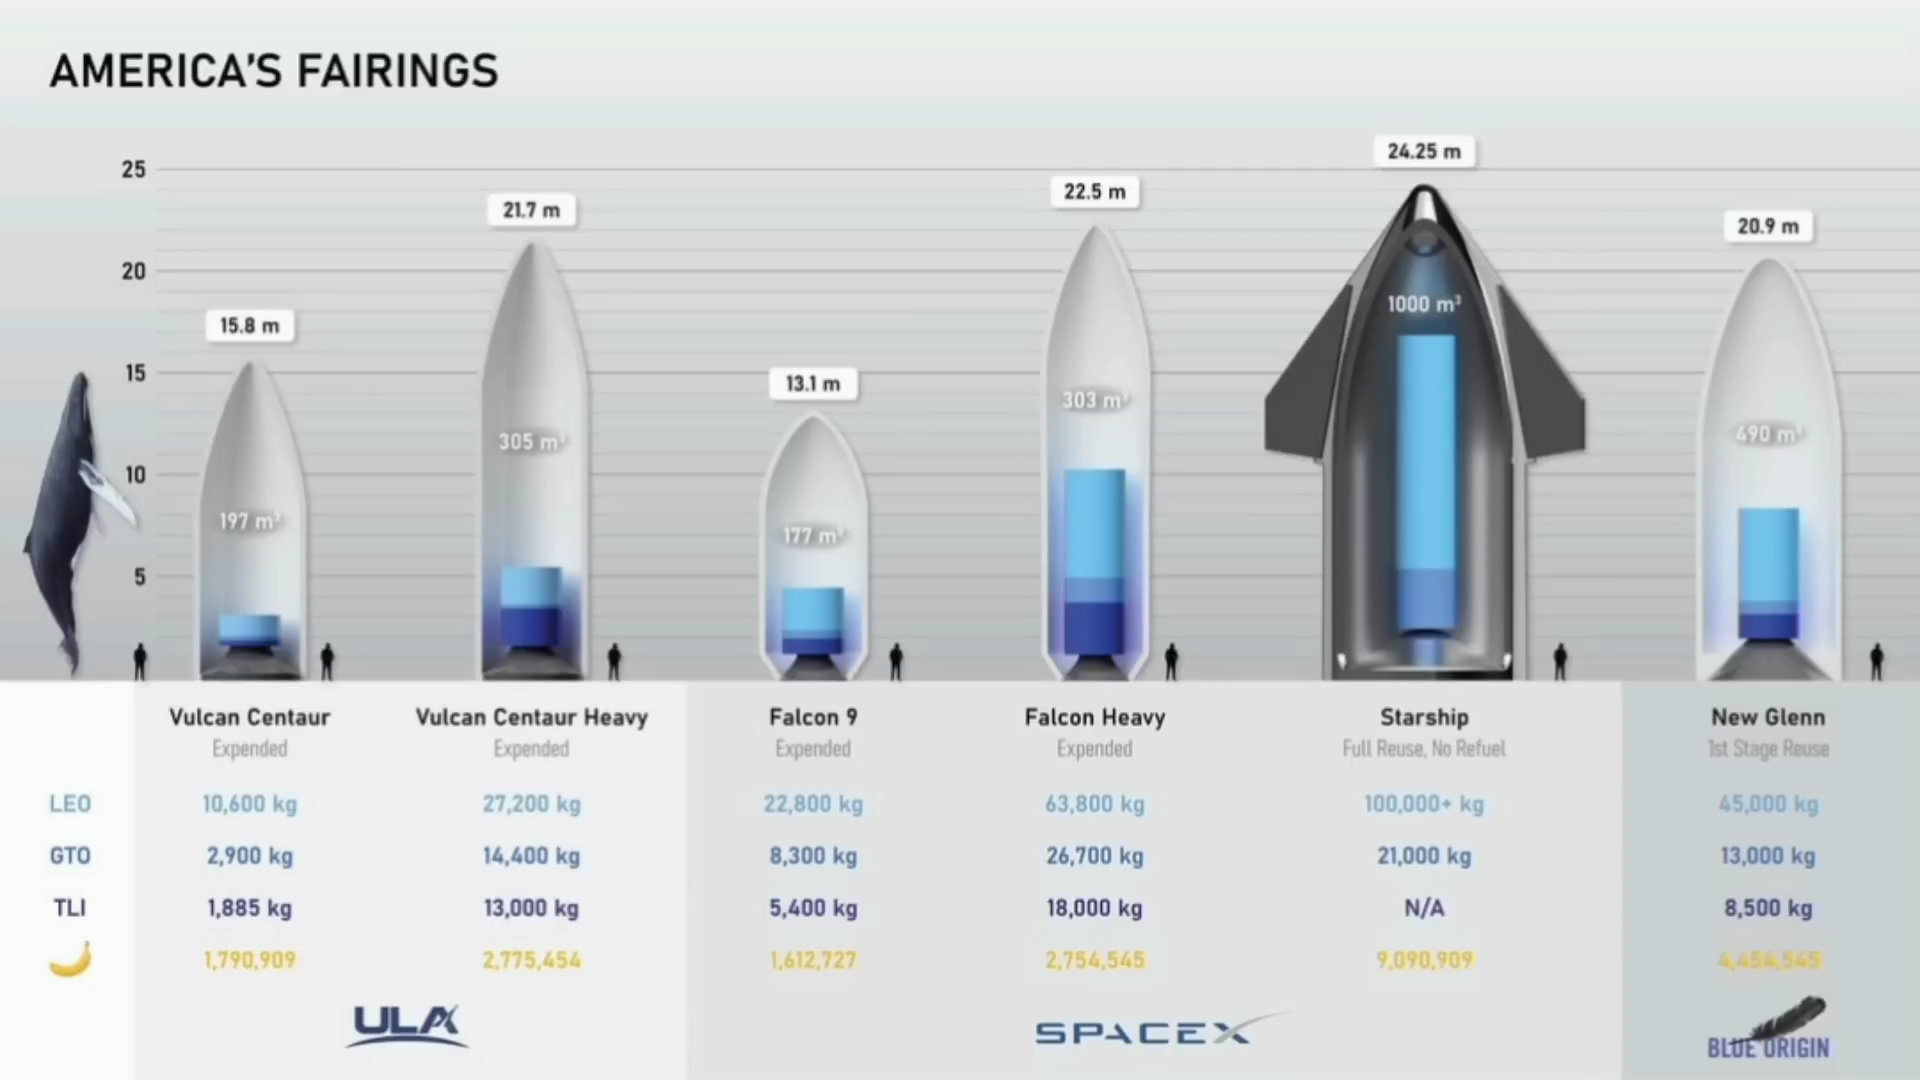 AMERICA'S FAIRINGS
25
20
15
10
5
15.8 m
197 m³
21.7 m
305 m³
13.1 m
177 m³
22.5 m
303 m³
24.25 m
1000 m³
20.9 m
490 m³
Vulcan Centaur Vulcan Centaur Heavy Falcon 9 Falcon Heavy Starship New Glenn
Expended Expended Expended Expended Full Reuse, No Refuel 1st Stage Reuse
LEO 10,600 kg 27,200 kg 22,800 kg 63,800 kg 100,000+ kg 45,000 kg
GTO 2,900 kg 14,400 kg 8,300 kg 26,700 kg 21,000 kg 13,000 kg
TLI 1,885 kg 13,000 kg 5,400 kg 18,000 kg N/A 8,500 kg
1,790,909 2,775,454 1,612,727 2,754,545 9,090,909 4,454,545
ULA
SPACEX
BLUE ORIGIN